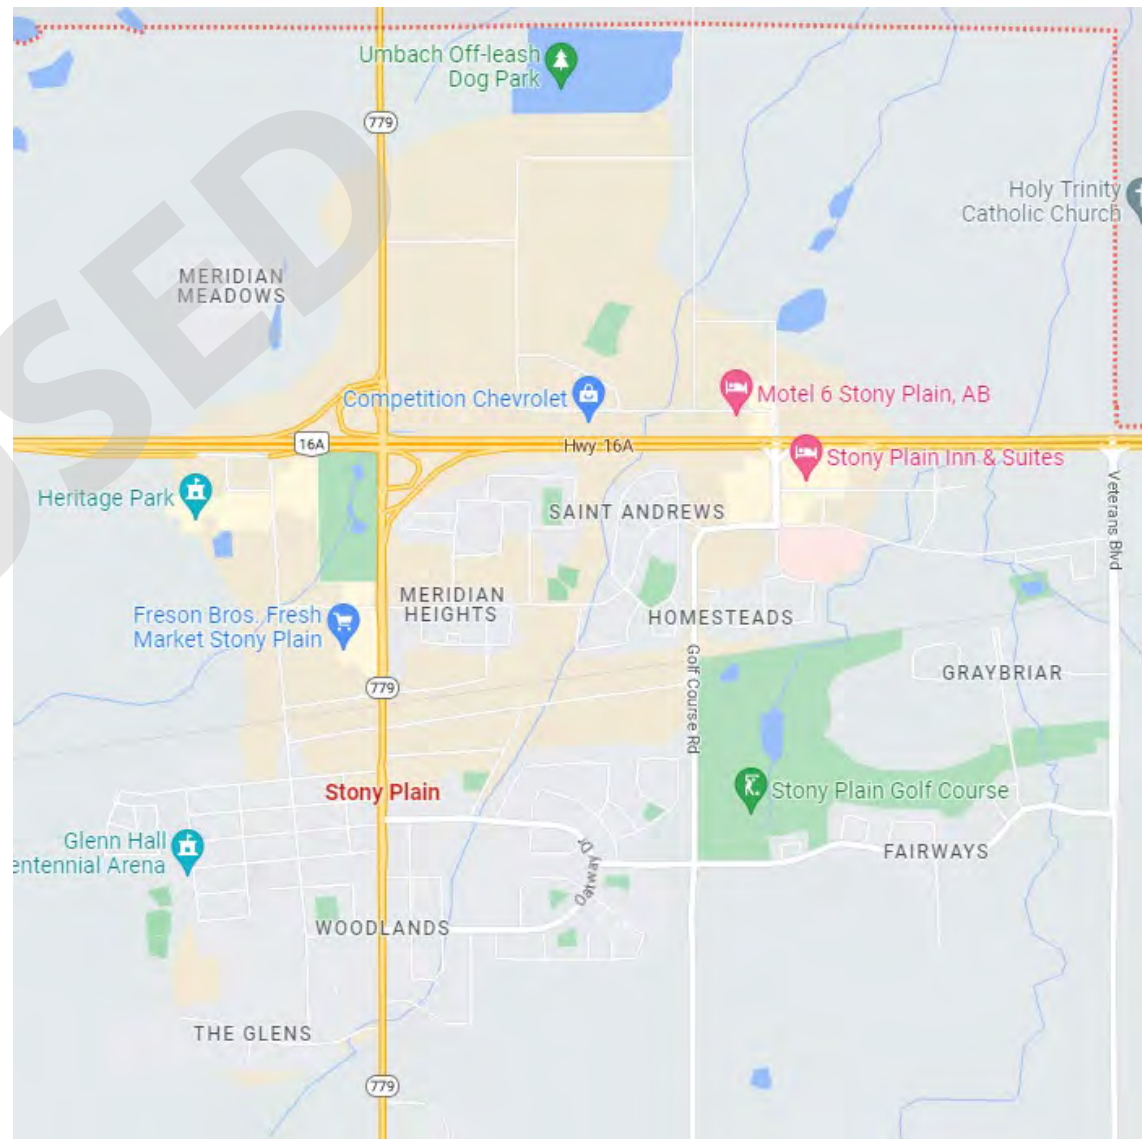 Umbach Off-leash
Dog Park
779
Holy Trinity
Catholic Church
MERIDIAN
MEADOWS
Competition Chevrolet
Motel 6 Stony Plain, AB
16A
Hwy 16A
Stony Plain Inn & Suites
Heritage Park
SAINT ANDREWS
Veterans Blvd
MERIDIAN
HEIGHTS
Freson Bros. Fresh
Market Stony Plain
HOMESTEADS
Golf Course Rd
GRAYBRIAR
779
Stony Plain
Stony Plain Golf Course
Glenn Hall
entennial Arena
Oatway Dr
FAIRWAYS
WOODLANDS
THE GLENS
779
OSED